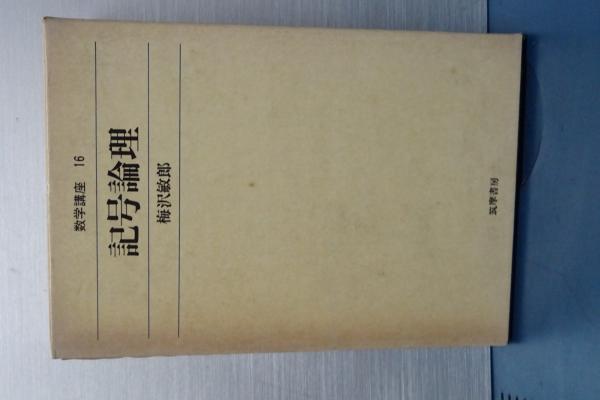 数学講座 16
記号論理
梅沢敏郎
筑摩書房